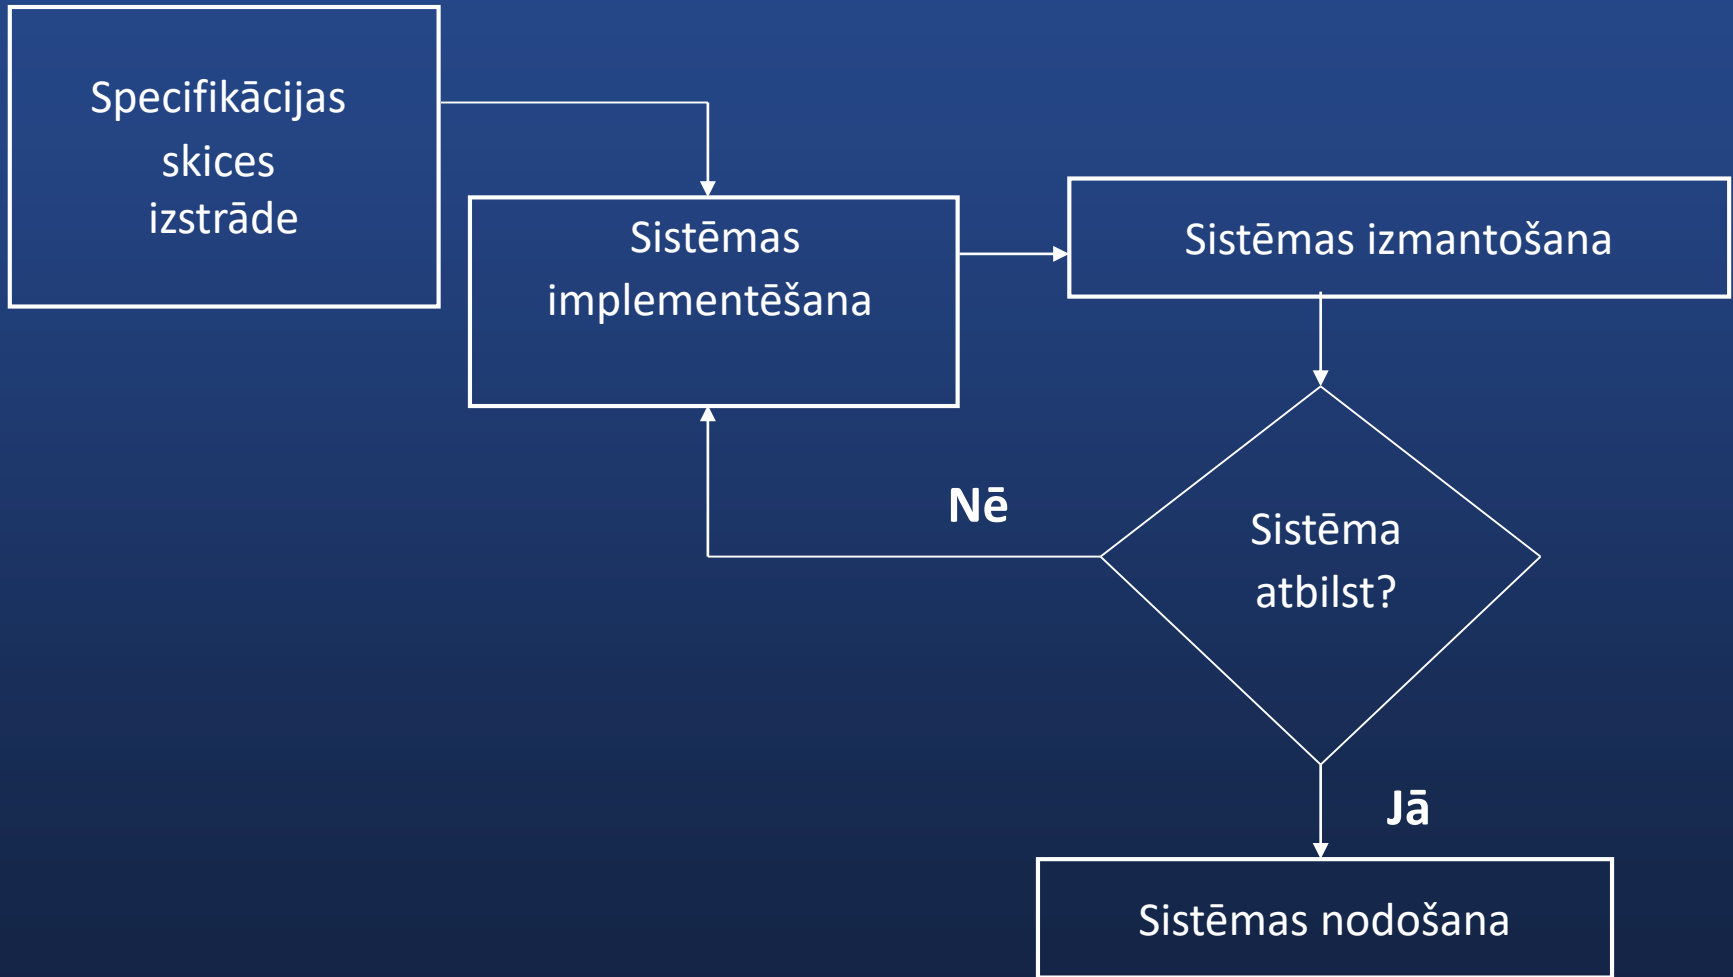 Specifikācijas
skices
izstrāde
Sistēmas
implementēšana
Sistēmas izmantošana
Nē
Sistēma
atbilst?
Jā
Sistēmas nodošana